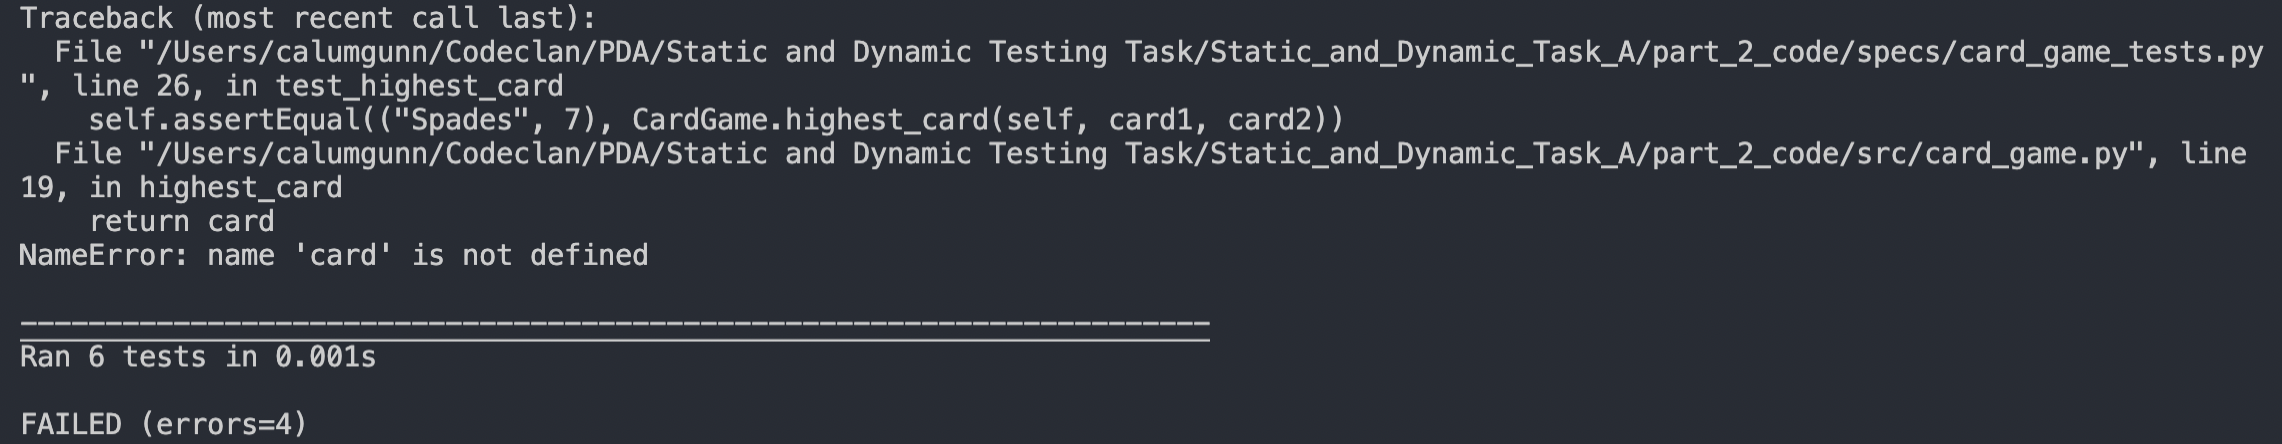 Traceback (most recent call last):
  File "/Users/calumgunn/Codeclan/PDA/Static and Dynamic Testing Task/Static_and_Dynamic_Task_A/part_2_code/specs/card_game_tests.py
", line 26, in test_highest_card
    self.assertEqual(("Spades", 7), CardGame.highest_card(self, card1, card2))
  File "/Users/calumgunn/Codeclan/PDA/Static and Dynamic Testing Task/Static_and_Dynamic_Task_A/part_2_code/src/card_game.py", line
19, in highest_card
    return card
NameError: name 'card' is not defined

----------------------------------------------------------------------
Ran 6 tests in 0.001s

FAILED (errors=4)